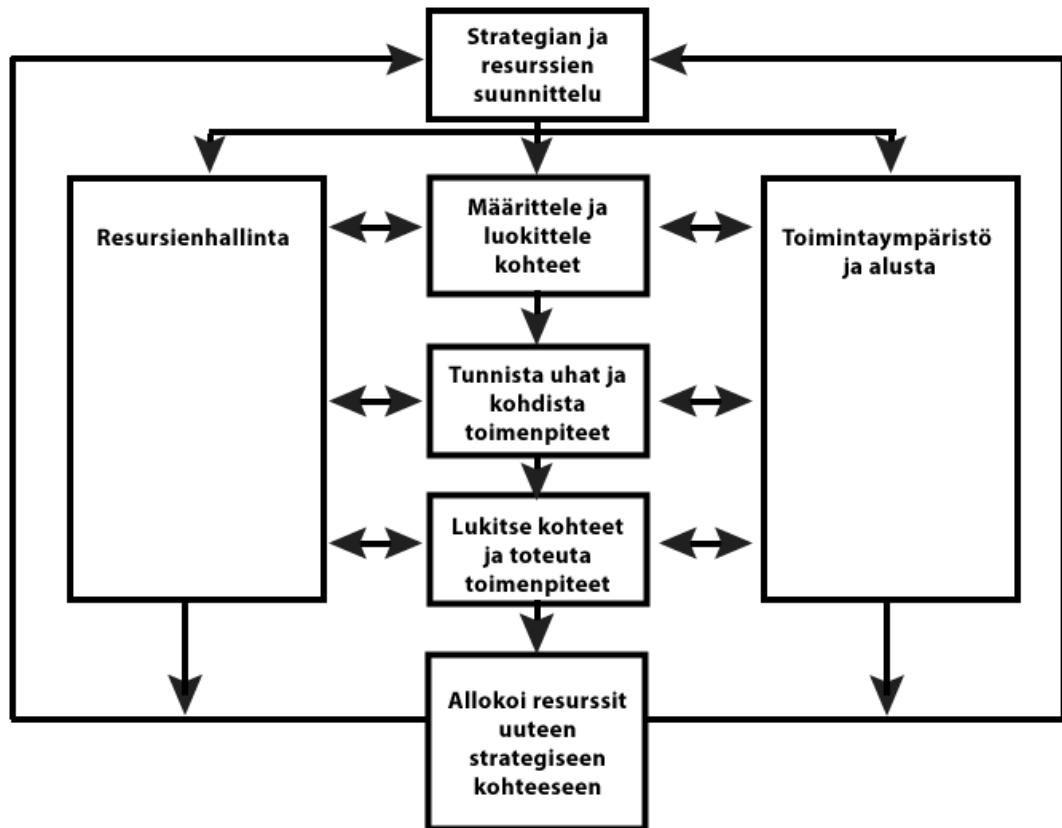 Strategian ja
resurssien
suunnittelu
Resursienhallinta
Määrittele ja
luokittele
kohteet
Toimintaympäristö
ja alusta
Tunnista uhat ja
kohdista
toimenpiteet
Lukitse kohteet
ja toteuta
toimenpiteet
Allokoi resurssit
uuteen
strategiseen
kohteeseen